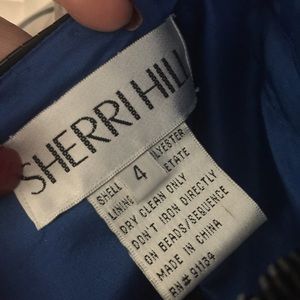 SHERRI HILL
4
SHELL LYESTER
LINING ETATE
DRY CLEAN ONLY
DON'T IRON DIRECTLY
ON BEADS/SEQUENCE
MADE IN CHINA
RN# 91134